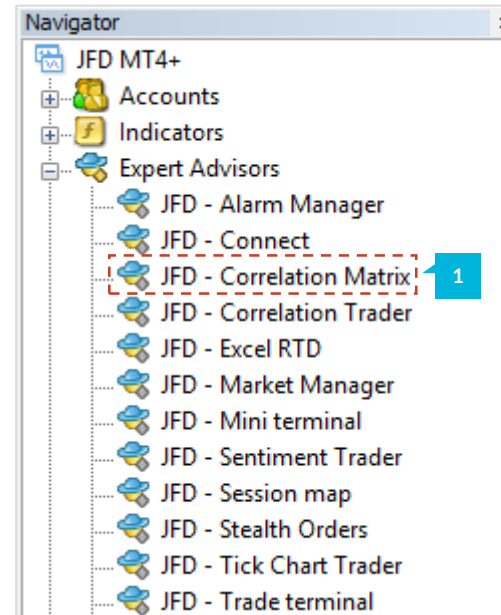 Navigator
JFD MT4+
Accounts
Indicators
Expert Advisors
JFD - Alarm Manager
JFD - Connect
JFD - Correlation Matrix 1
JFD - Correlation Trader
JFD - Excel RTD
JFD - Market Manager
JFD - Mini terminal
JFD - Sentiment Trader
JFD - Session map
JFD - Stealth Orders
JFD - Tick Chart Trader
JFD - Trade terminal